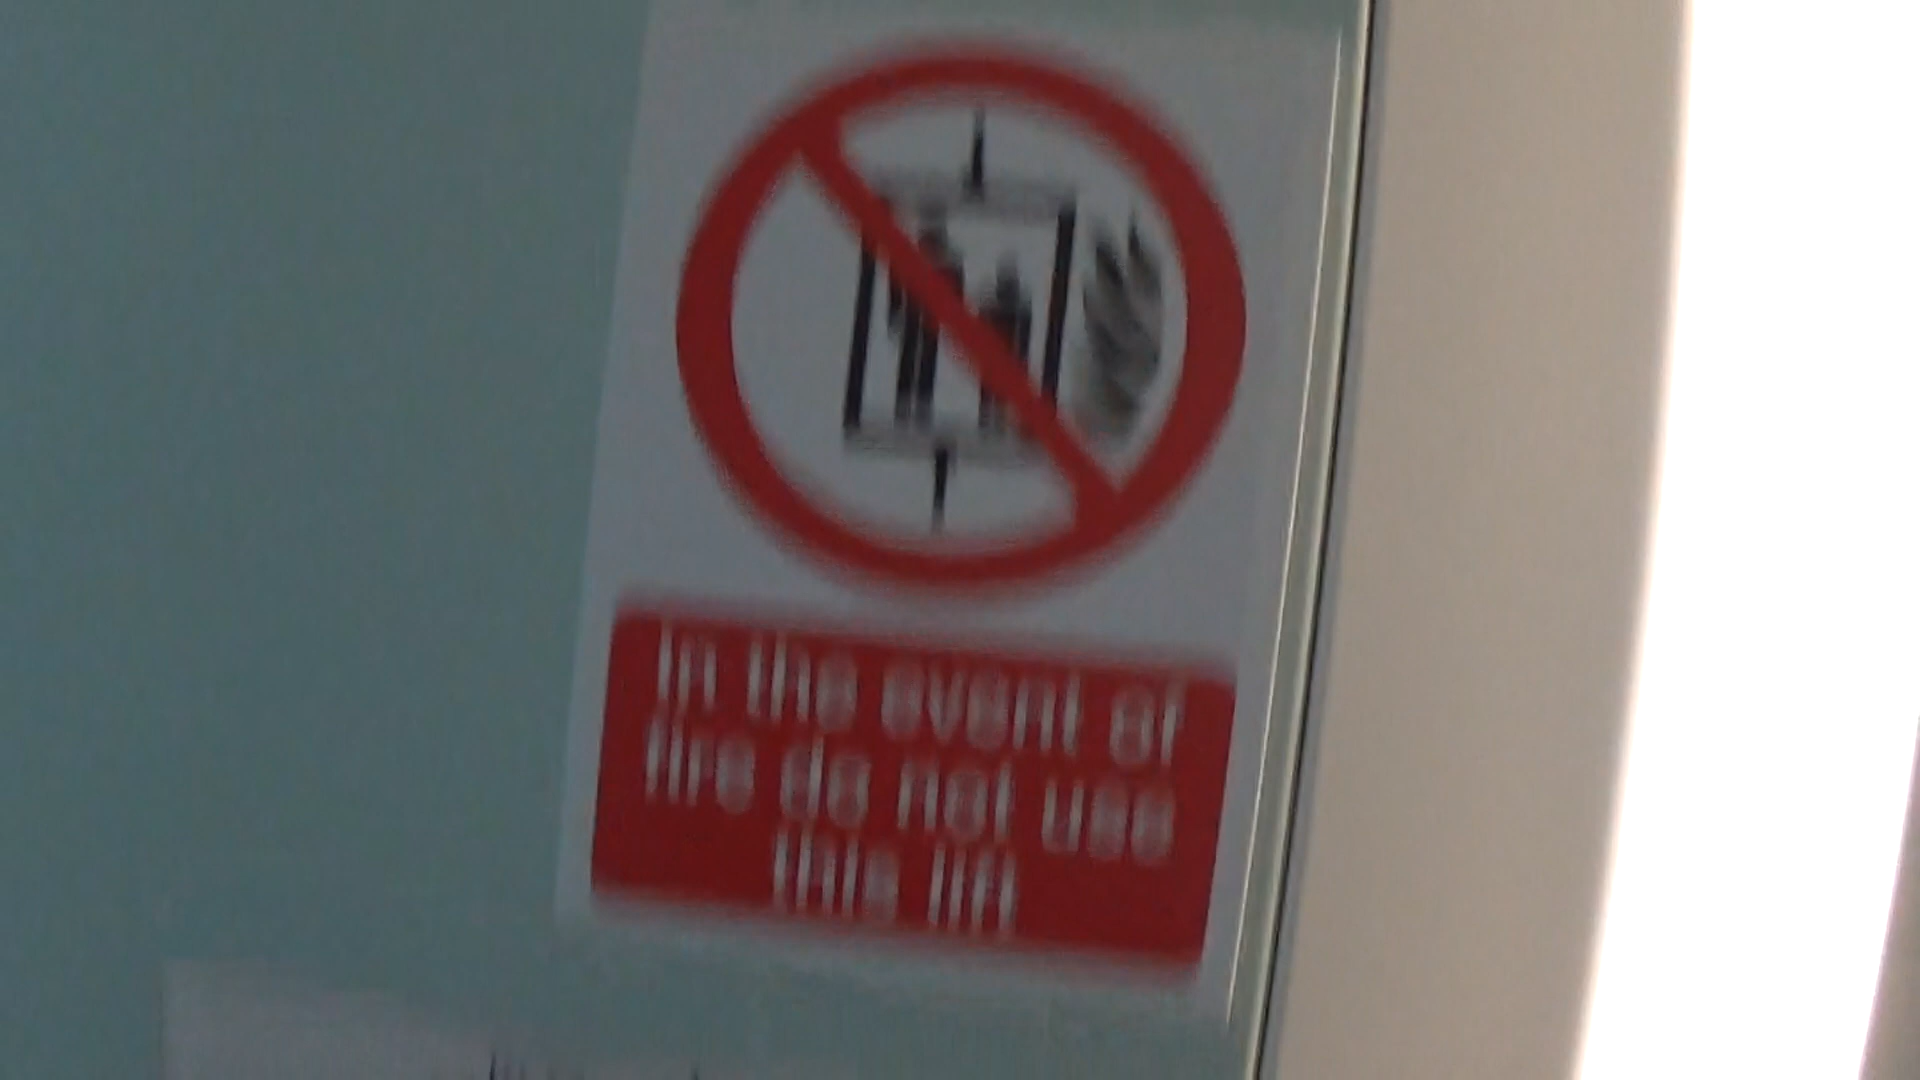 In the event of
fire do not use
this lift